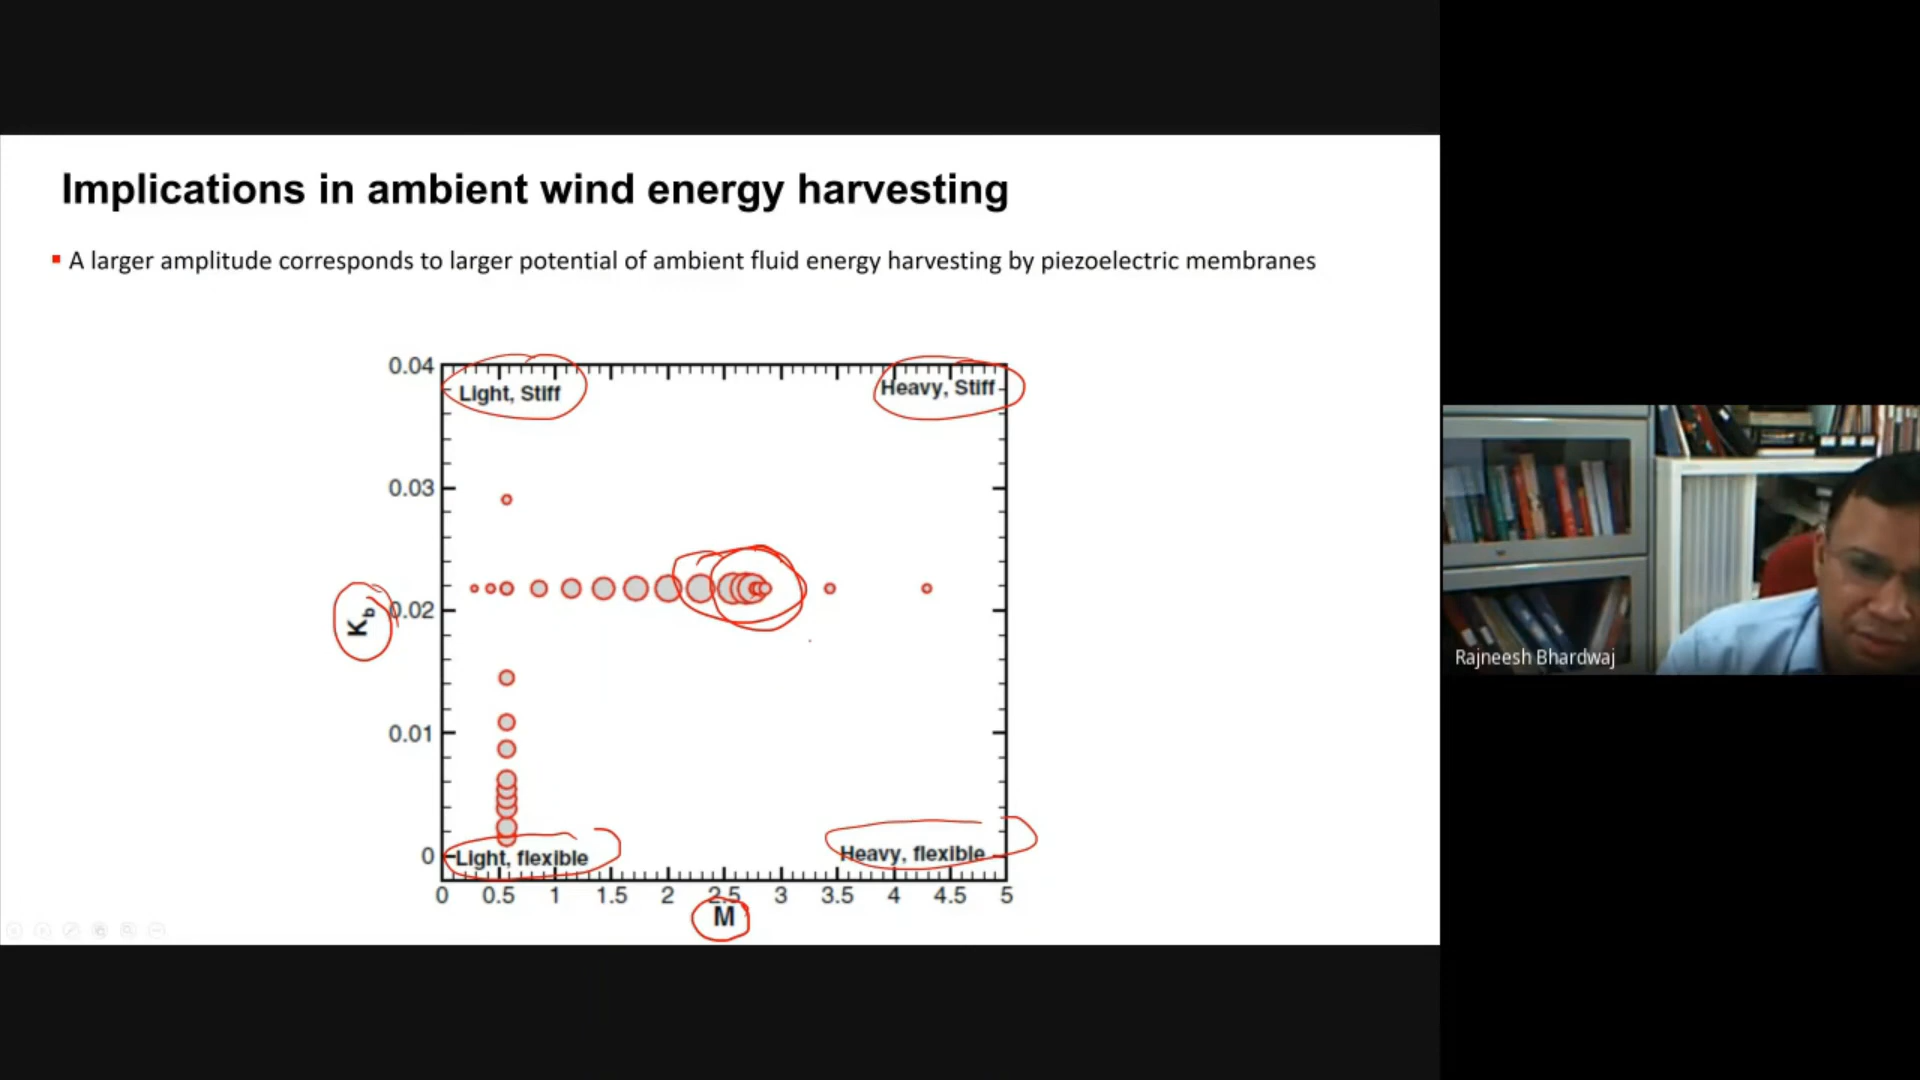 Implications in ambient wind energy harvesting
▪ A larger amplitude corresponds to larger potential of ambient fluid energy harvesting by piezoelectric membranes
0.04
Light, Stiff
Heavy, Stiff
0.03
Kb
0.02
0.01
0
Light, flexible
Heavy, flexible
0 0.5 1 1.5 2 2.5 3 3.5 4 4.5 5
M
Rajneesh Bhardwaj